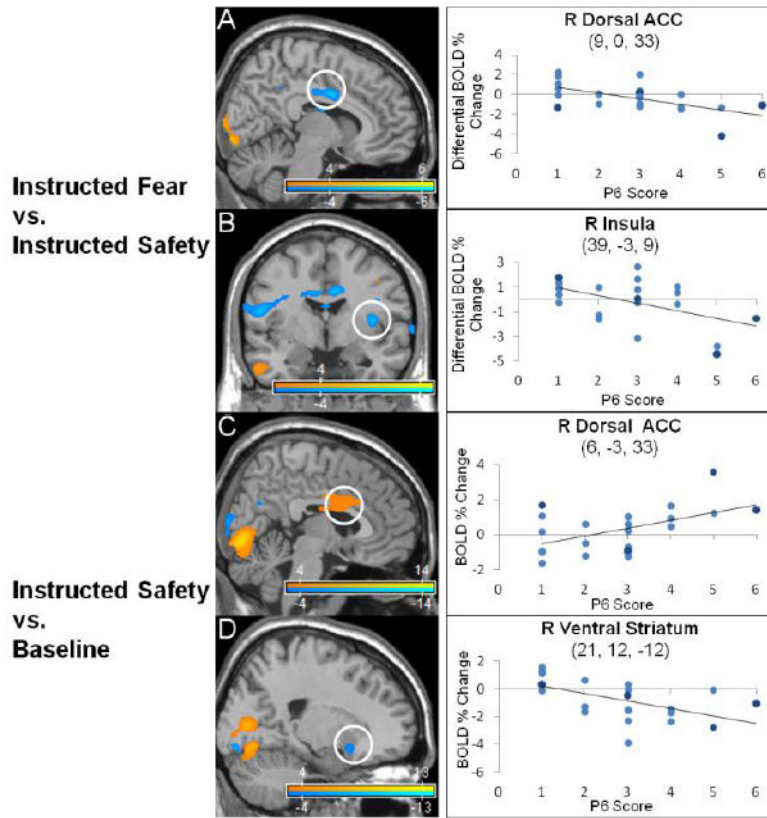 Instructed Fear
vs.
Instructed Safety
A
4
6
-4
-6
R Dorsal ACC
(9, 0, 33)
Differential BOLD %
Change
4
2
0
-2
-4
-6
0 1 2 3 4 5 6
P6 Score
B
4
-4
R Insula
(39, -3, 9)
Differential BOLD %
Change
3
1
-1
-3
-5
0 1 2 3 4 5 6
P6 Score
Instructed Safety
vs.
Baseline
C
4
14
-4
-14
R Dorsal ACC
(6, -3, 33)
BOLD % Change
4
2
0
-2
0 1 2 3 4 5 6
P6 Score
D
4
13
-4
-13
R Ventral Striatum
(21, 12, -12)
BOLD % Change
2
0
-2
-4
-6
0 1 2 3 4 5 6
P6 Score